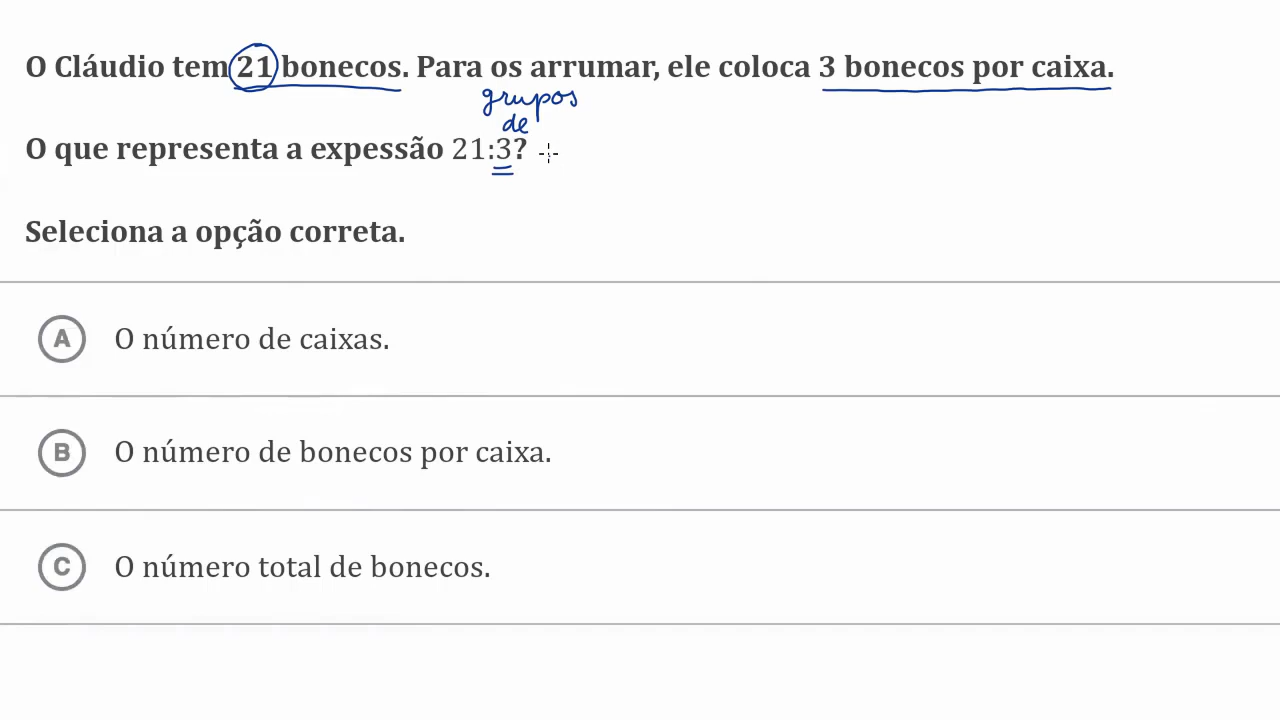 O Cláudio tem 21 bonecos. Para os arrumar, ele coloca 3 bonecos por caixa.
grupos
de
O que representa a expessão 21:3?
Seleciona a opção correta.
A O número de caixas.
B O número de bonecos por caixa.
C O número total de bonecos.